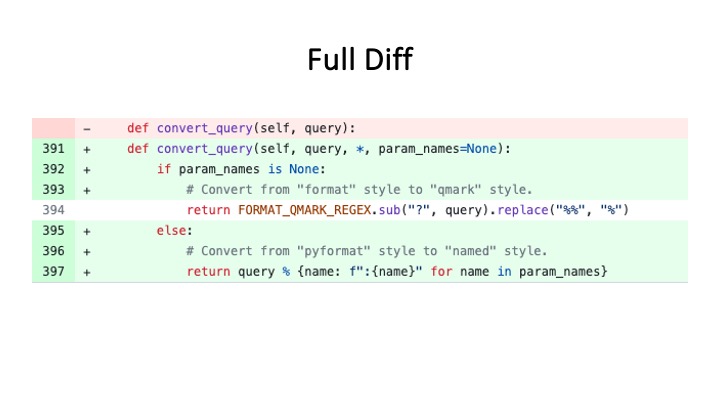 Full Diff
- def convert_query(self, query):
391 + def convert_query(self, query, *, param_names=None):
392 + if param_names is None:
393 + # Convert from "format" style to "qmark" style.
394 return FORMAT_QMARK_REGEX.sub("?", query).replace("%%", "%")
395 + else:
396 + # Convert from "pyformat" style to "named" style.
397 + return query % {name: f":{name}" for name in param_names}